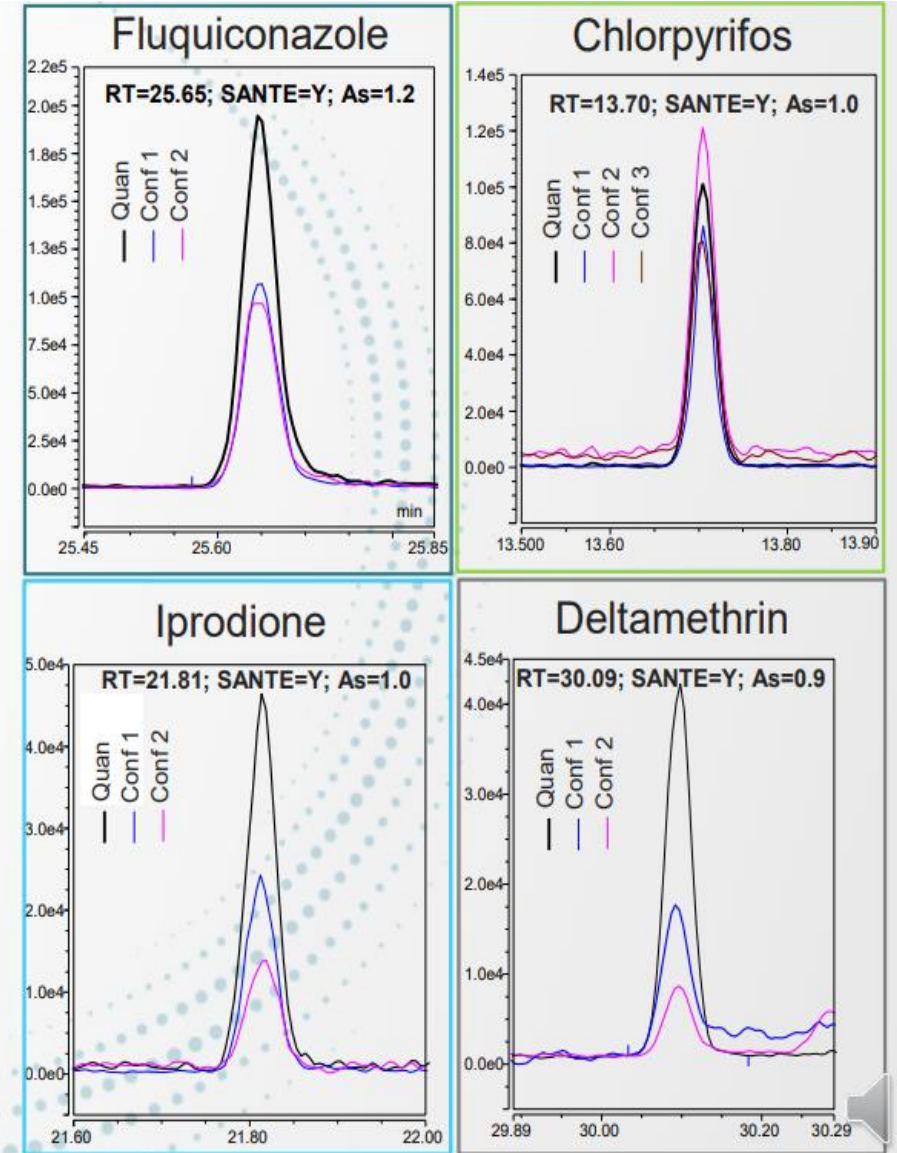 Fluquiconazole
RT=25.65; SANTE=Y; As=1.2
Quan
Conf 1
Conf 2
2.2e5
2.0e5
1.8e5
1.5e5
1.3e5
1.0e5
7.5e4
5.0e4
2.5e4
0.0e0
min
25.45
25.60
25.85
Chlorpyrifos
RT=13.70; SANTE=Y; As=1.0
Quan
Conf 1
Conf 2
Conf 3
1.4e5
1.2e5
1.0e5
8.0e4
6.0e4
4.0e4
2.0e4
0.0e0
13.500
13.60
13.80
13.90
Iprodione
RT=21.81; SANTE=Y; As=1.0
Quan
Conf 1
Conf 2
5.0e4
4.0e4
3.0e4
2.0e4
1.0e4
0.0e0
21.60
21.80
22.00
Deltamethrin
RT=30.09; SANTE=Y; As=0.9
Quan
Conf 1
Conf 2
4.5e4
4.0e4
3.0e4
2.0e4
1.0e4
0.0e0
29.89
30.00
30.20
30.29